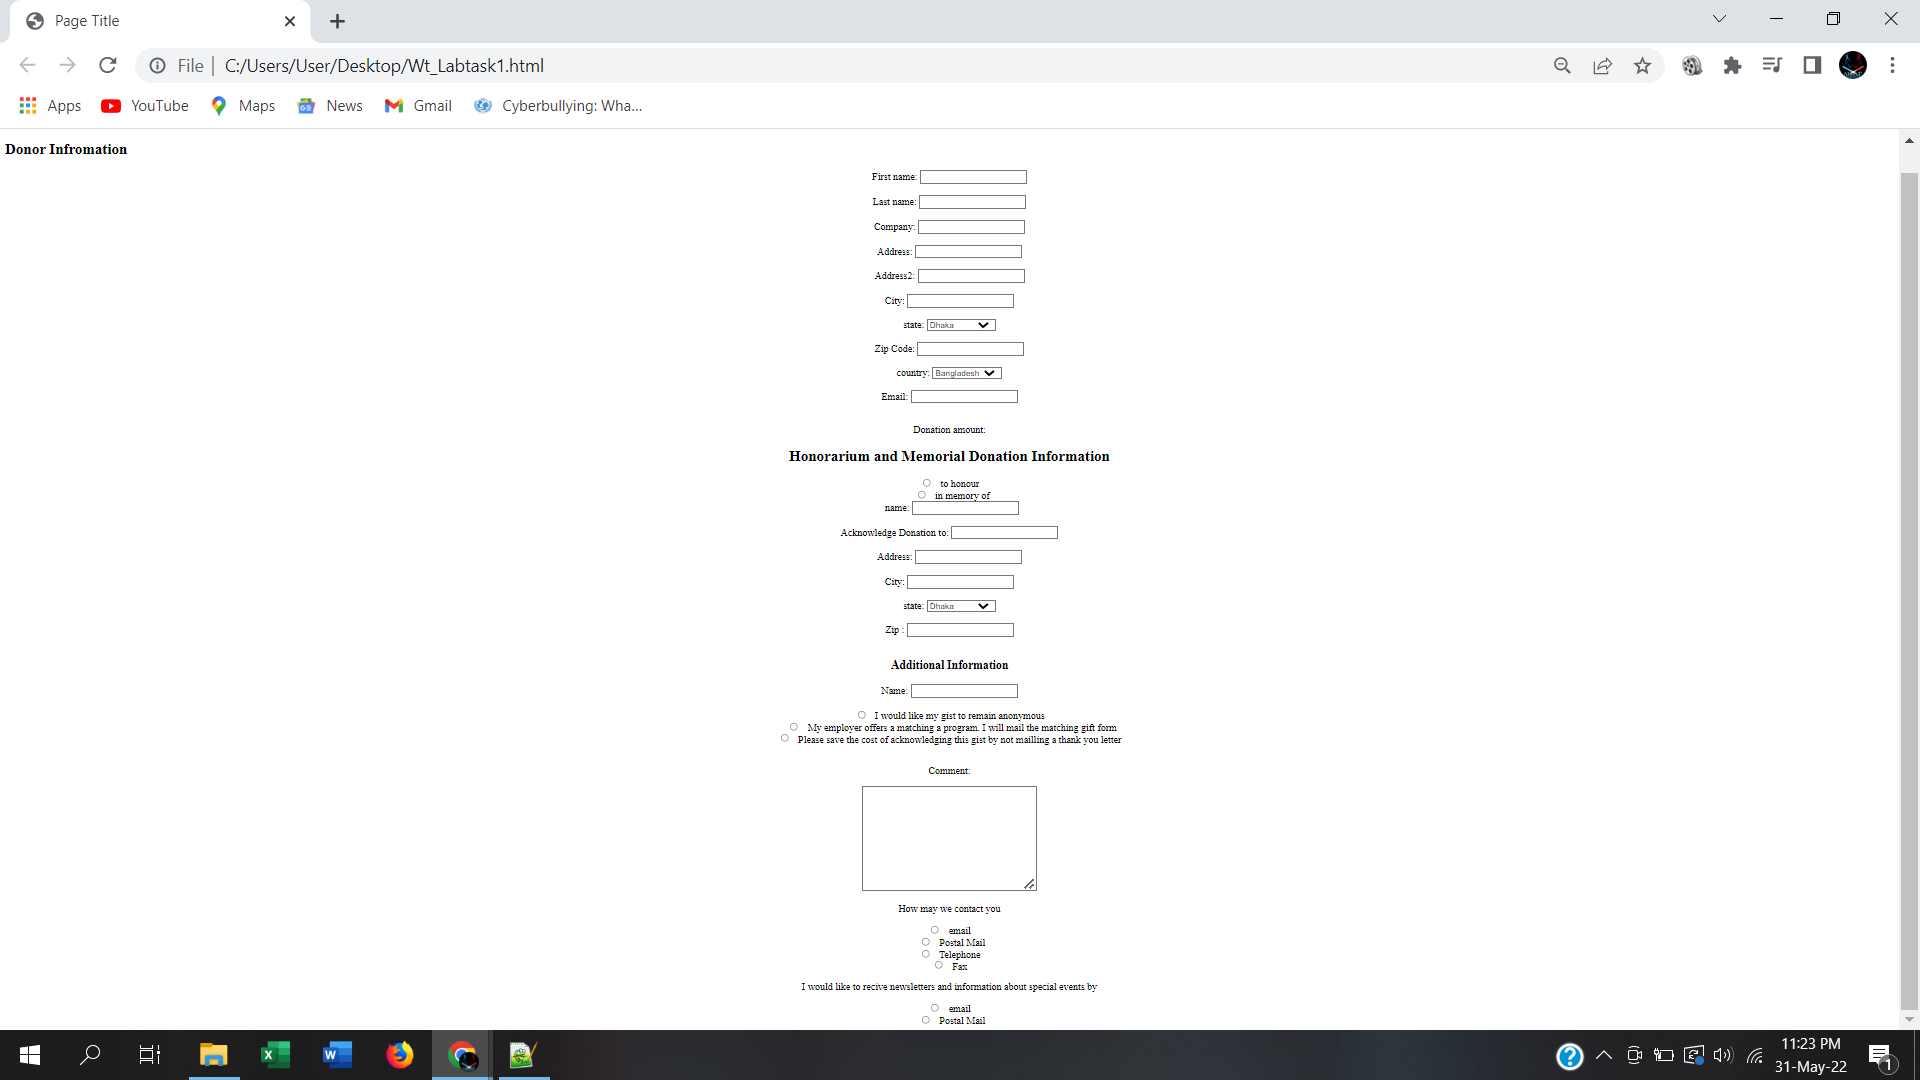 Page Title
File | C:/Users/User/Desktop/Wt_Labtask1.html
Apps YouTube Maps News Gmail Cyberbullying: Wha...
Donor Infromation
First name:
Last name:
Company:
Address:
Address2:
City:
state: Dhaka
Zip Code:
country: Bangladesh
Email:
Donation amount:
Honorarium and Memorial Donation Information
to honour
in memory of
name:
Acknowledge Donation to:
Address:
City:
state: Dhaka
Zip :
Additional Information
Name:
I would like my gist to remain anonymous
My employer offers a matching a program. I will mail the matching gift form
Please save the cost of acknowledging this gist by not mailling a thank you letter
Comment:
How may we contact you
email
Postal Mail
Telephone
Fax
I would like to recive newsletters and information about special events by
email
Postal Mail
11:23 PM
31-May-22
1